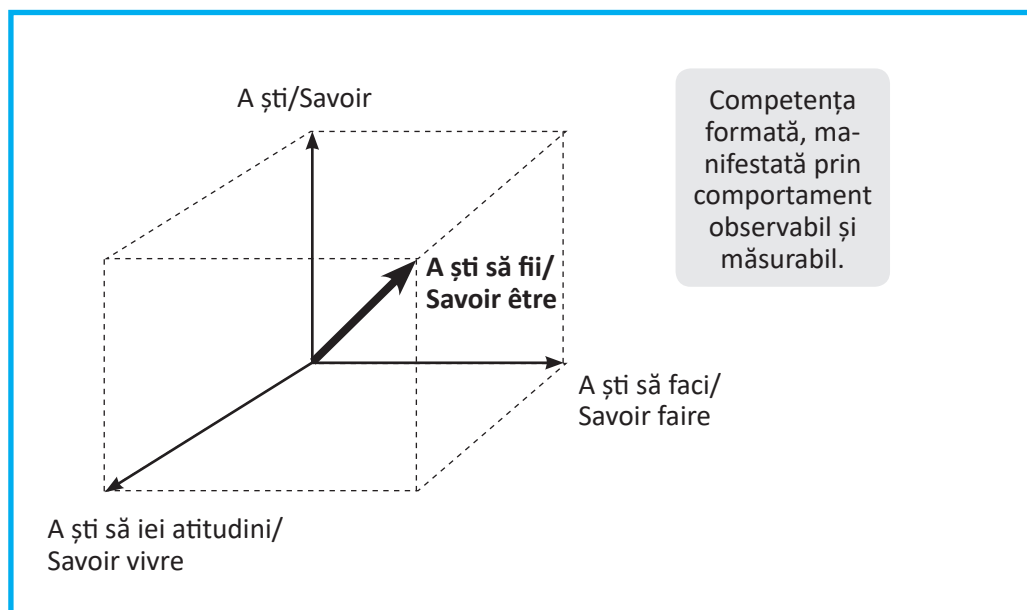 A ști/Savoir
Competența
formată, ma-
nifestată prin
comportament
observabil și
măsurabil.
A ști să fii/
Savoir être
A ști să faci/
Savoir faire
A ști să iei atitudini/
Savoir vivre